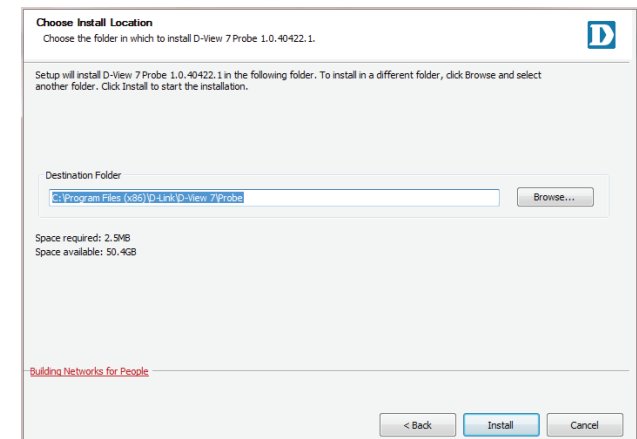 Choose Install Location
Choose the folder in which to install D-View 7 Probe 1.0.40422.1.
D
Setup will install D-View 7 Probe 1.0.40422.1 in the following folder. To install in a different folder, click Browse and select
another folder. Click Install to start the installation.
Destination Folder
C:\Program Files (x86)\D-Link\D-View 7\Probe
Browse...
Space required: 2.5MB
Space available: 50.4GB
Building Networks for People
< Back Install Cancel